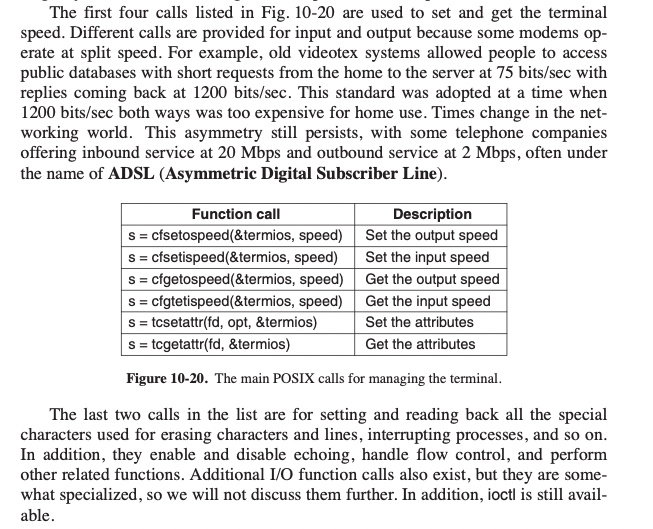 The first four calls listed in Fig. 10-20 are used to set and get the terminal
speed. Different calls are provided for input and output because some modems op-
erate at split speed. For example, old videotex systems allowed people to access
public databases with short requests from the home to the server at 75 bits/sec with
replies coming back at 1200 bits/sec. This standard was adopted at a time when
1200 bits/sec both ways was too expensive for home use. Times change in the net-
working world. This asymmetry still persists, with some telephone companies
offering inbound service at 20 Mbps and outbound service at 2 Mbps, often under
the name of ADSL (Asymmetric Digital Subscriber Line).
Function call Description
s = cfsetospeed(&termios, speed) Set the output speed
s = cfsetispeed(&termios, speed) Set the input speed
s = cfgetospeed(&termios, speed) Get the output speed
s = cfgtetispeed(&termios, speed) Get the input speed
s = tcsetattr(fd, opt, &termios) Set the attributes
s = tcgetattr(fd, &termios) Get the attributes
Figure 10-20. The main POSIX calls for managing the terminal.
The last two calls in the list are for setting and reading back all the special
characters used for erasing characters and lines, interrupting processes, and so on.
In addition, they enable and disable echoing, handle flow control, and perform
other related functions. Additional I/O function calls also exist, but they are some-
what specialized, so we will not discuss them further. In addition, ioctl is still avail-
able.